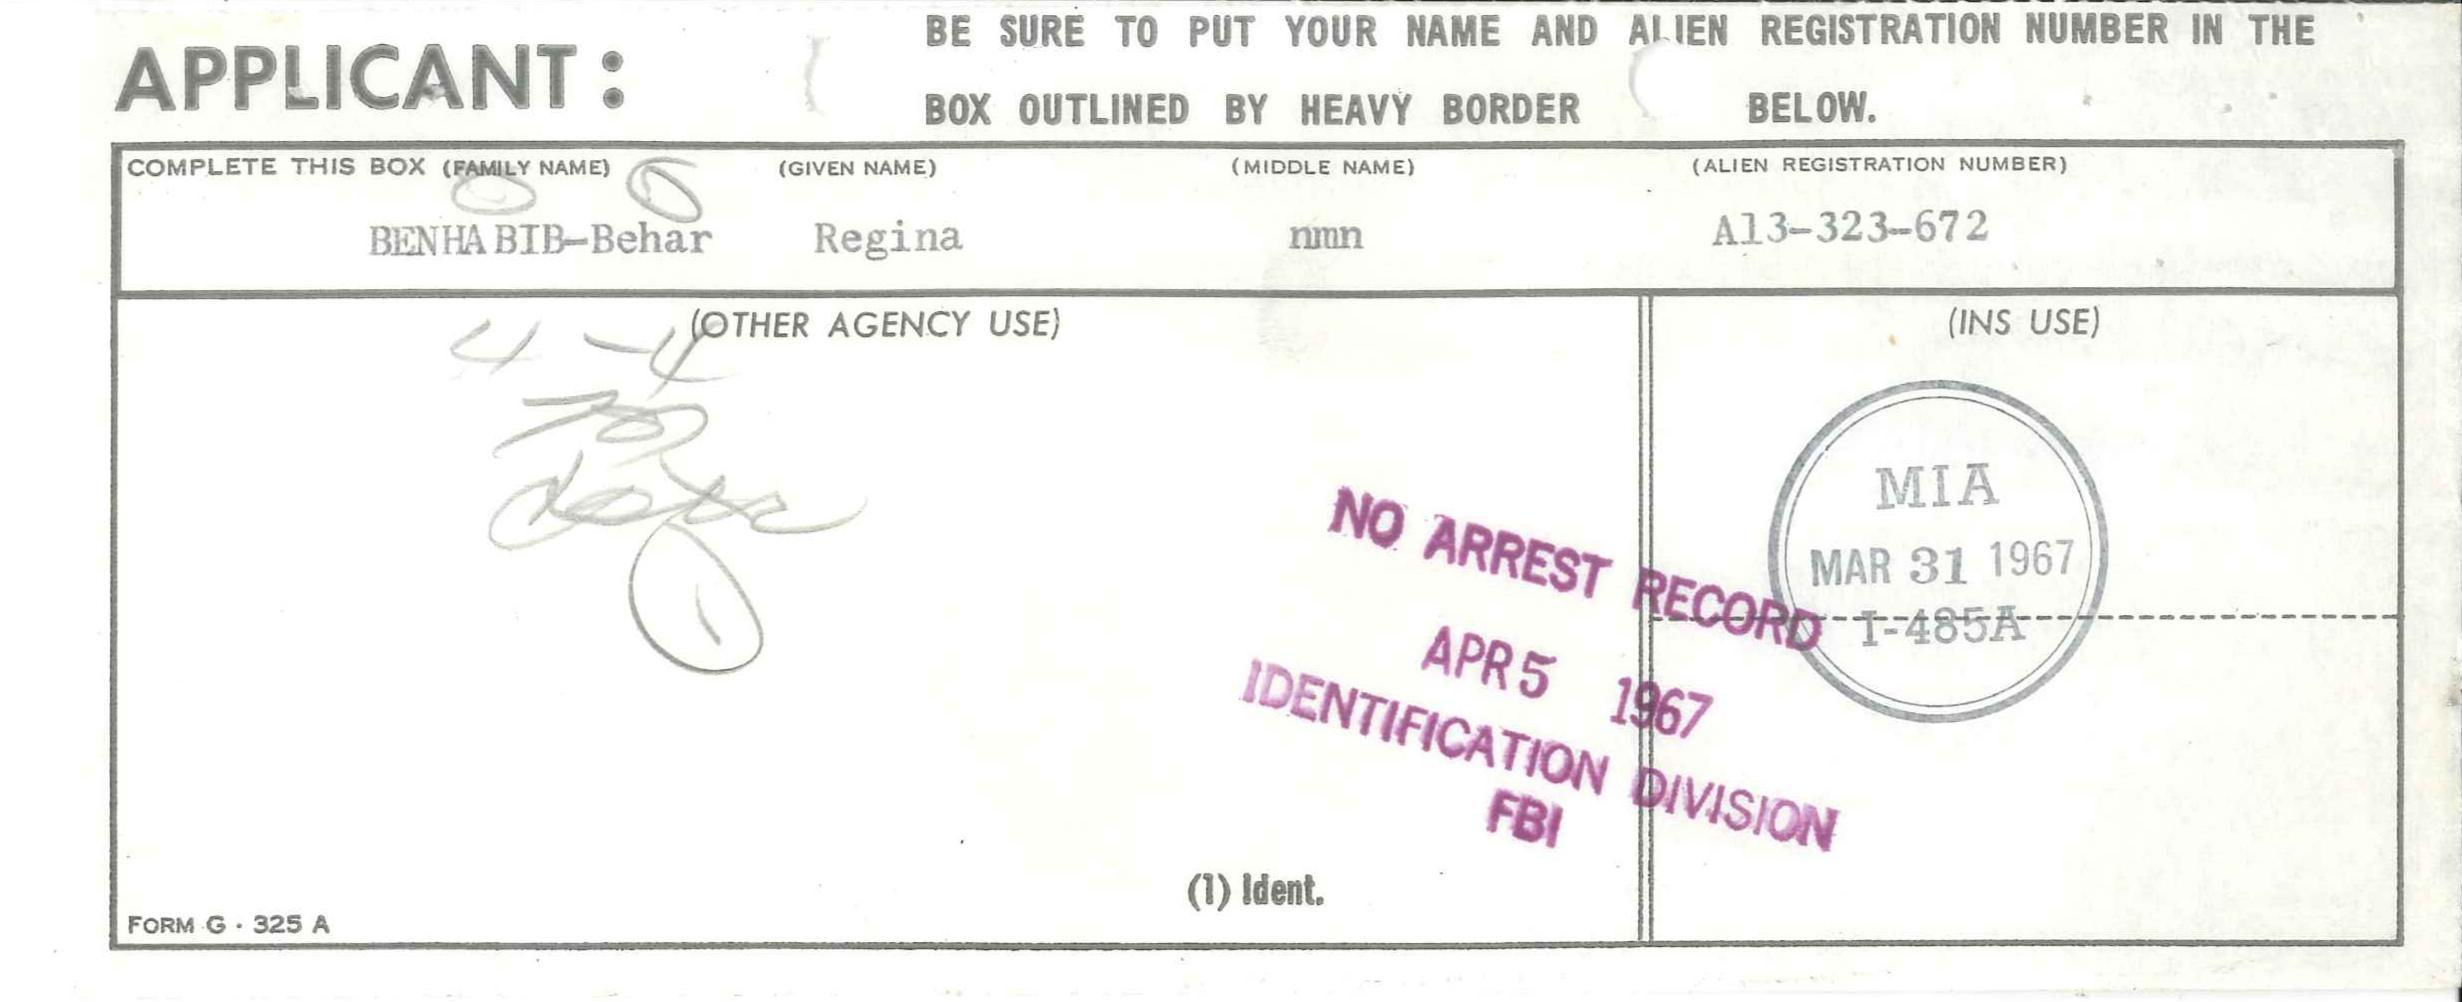 APPLICANT:
BE SURE TO PUT YOUR NAME AND ALIEN REGISTRATION NUMBER IN THE
BOX OUTLINED BY HEAVY BORDER BELOW.
COMPLETE THIS BOX (FAMILY NAME) (GIVEN NAME) (MIDDLE NAME) (ALIEN REGISTRATION NUMBER)
BENHABIB-Behar Regina nmn A13-323-672
(OTHER AGENCY USE) (INS USE)
4-4
MIA
MAR 31 1967
I-485A
NO ARREST RECORD
APR 5 1967
IDENTIFICATION DIVISION
FBI
(1) Ident.
FORM G-325 A